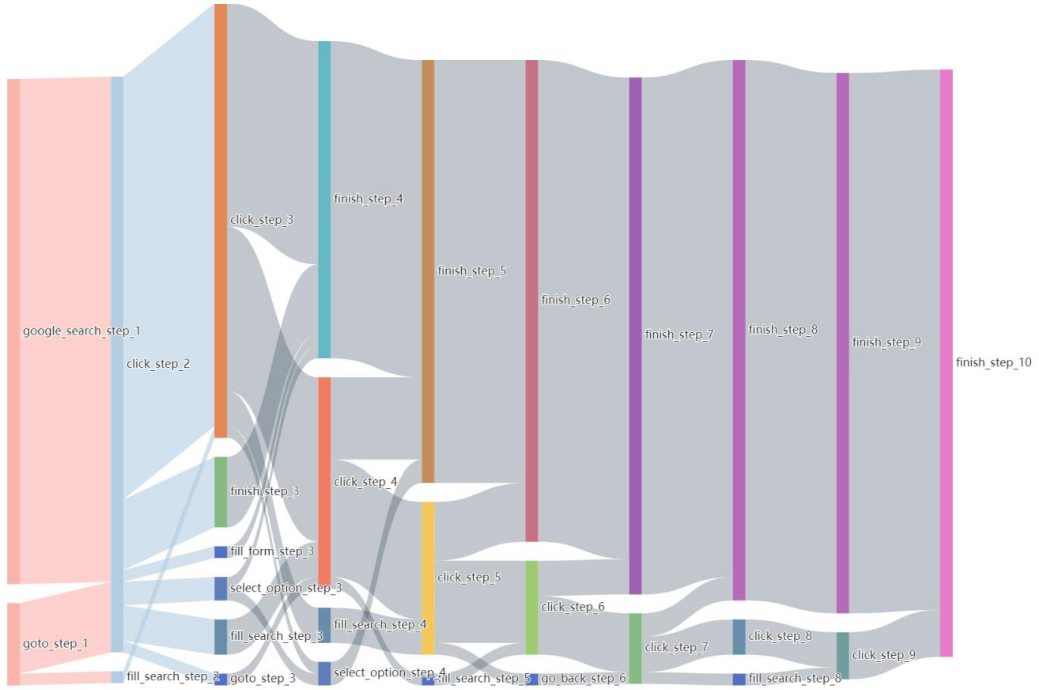 google_search_step_1
goto_step_1
click_step_2
fill_search_step_2
click_step_3
finish_step_3
fill_form_step_3
select_option_step_3
fill_search_step_3
goto_step_3
finish_step_4
click_step_4
fill_search_step_4
select_option_step_4
finish_step_5
click_step_5
fill_search_step_5
finish_step_6
click_step_6
go_back_step_6
finish_step_7
click_step_7
finish_step_8
click_step_8
fill_search_step_8
finish_step_9
click_step_9
finish_step_10